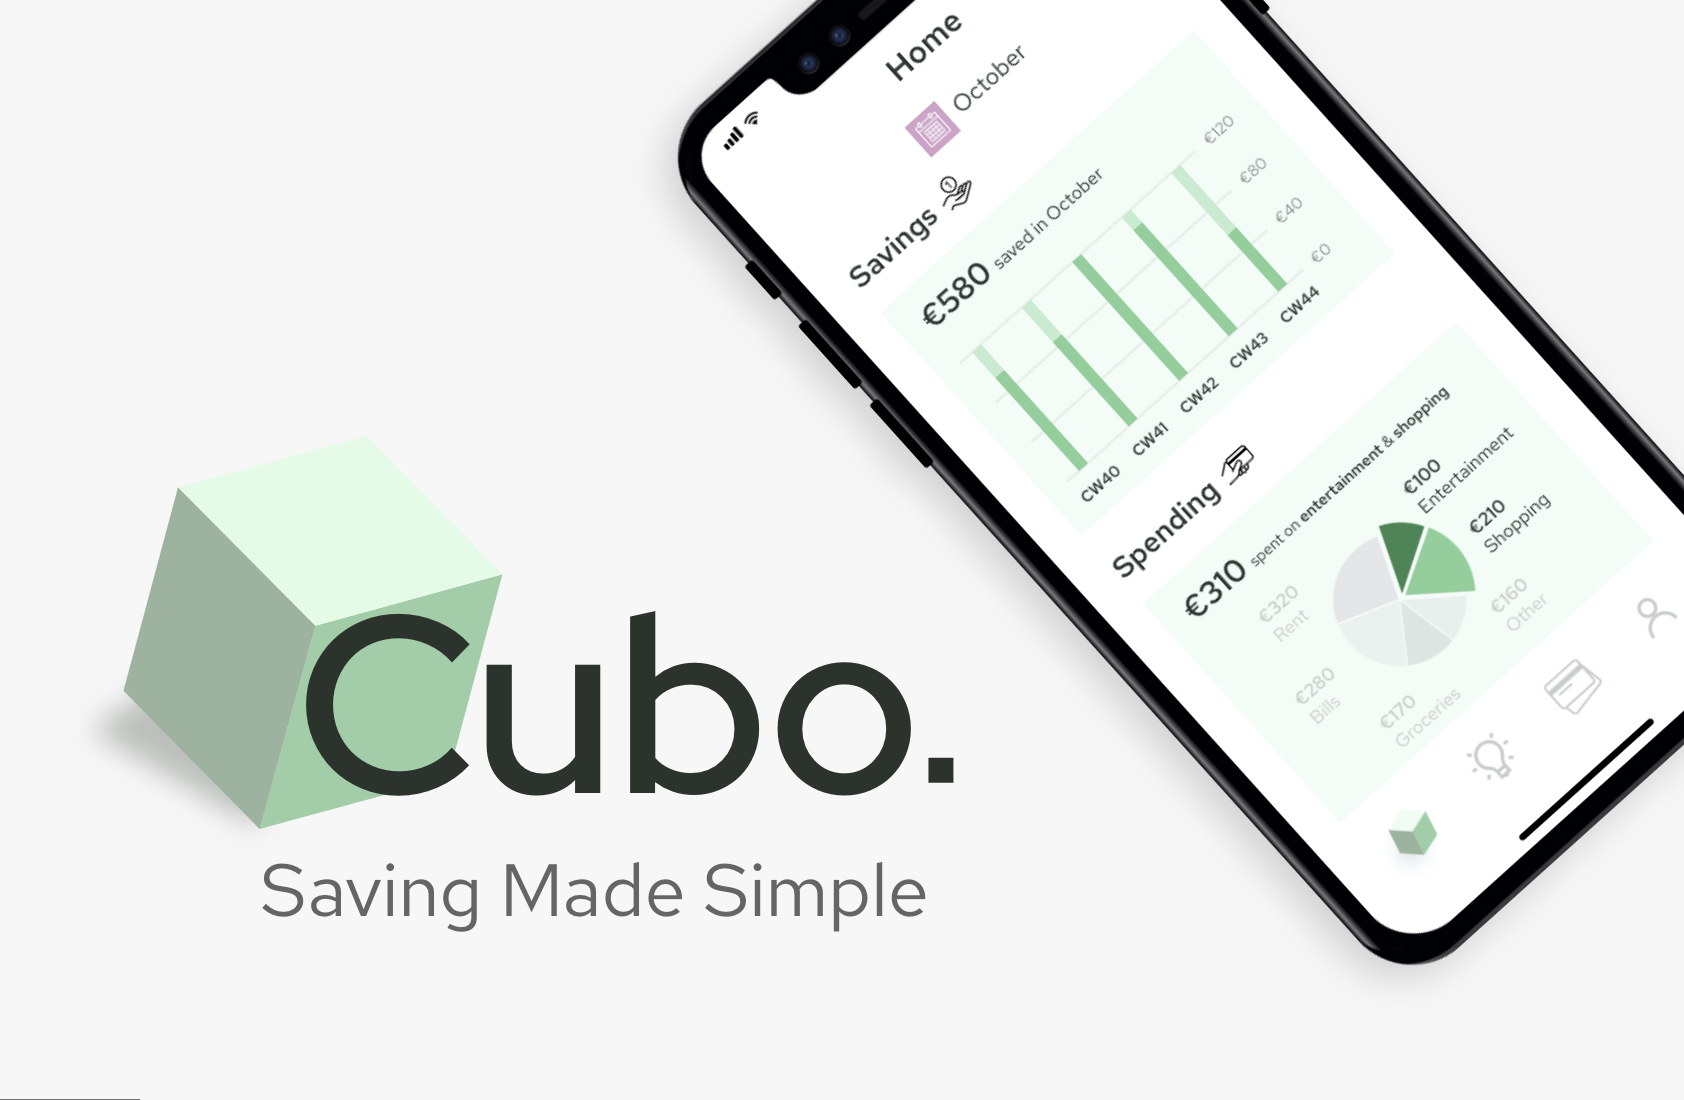 Cubo.
Saving Made Simple
Home
October
Savings
€580 saved in October
€120
€80
€40
€0
CW40
CW41
CW42
CW43
CW44
Spending
€310 spent on entertainment & shopping
€100
Entertainment
€210
Shopping
€160
Other
€170
Groceries
€280
Bills
€320
Rent